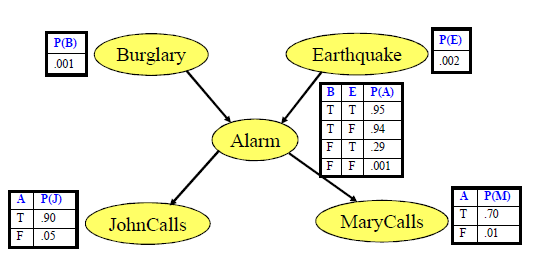 P(B)
.001
Burglary
Earthquake
P(E)
.002
B E P(A)
T T .95
T F .94
F T .29
F F .001
Alarm
A P(J)
T .90
F .05
JohnCalls
MaryCalls
A P(M)
T .70
F .01